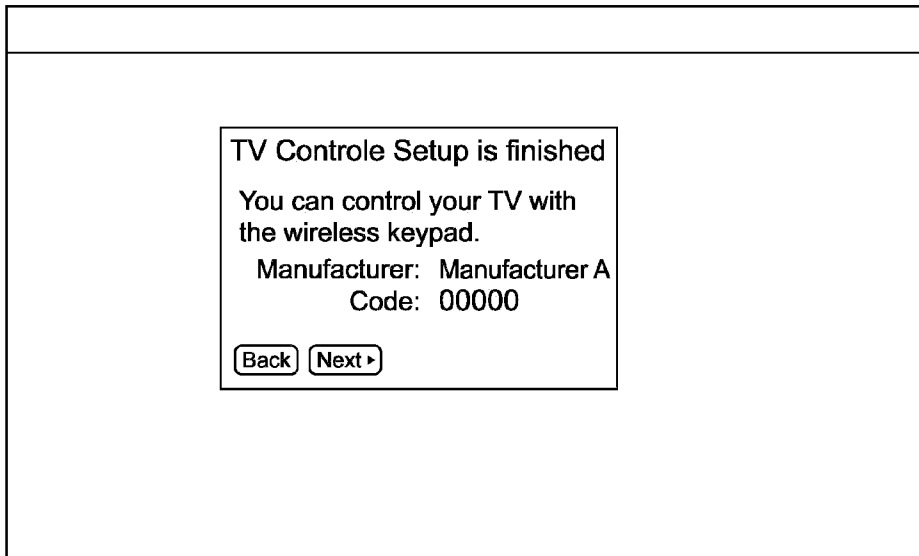 TV Controle Setup is finished
You can control your TV with
the wireless keypad.
Manufacturer: Manufacturer A
Code: 00000
Back Next ▸